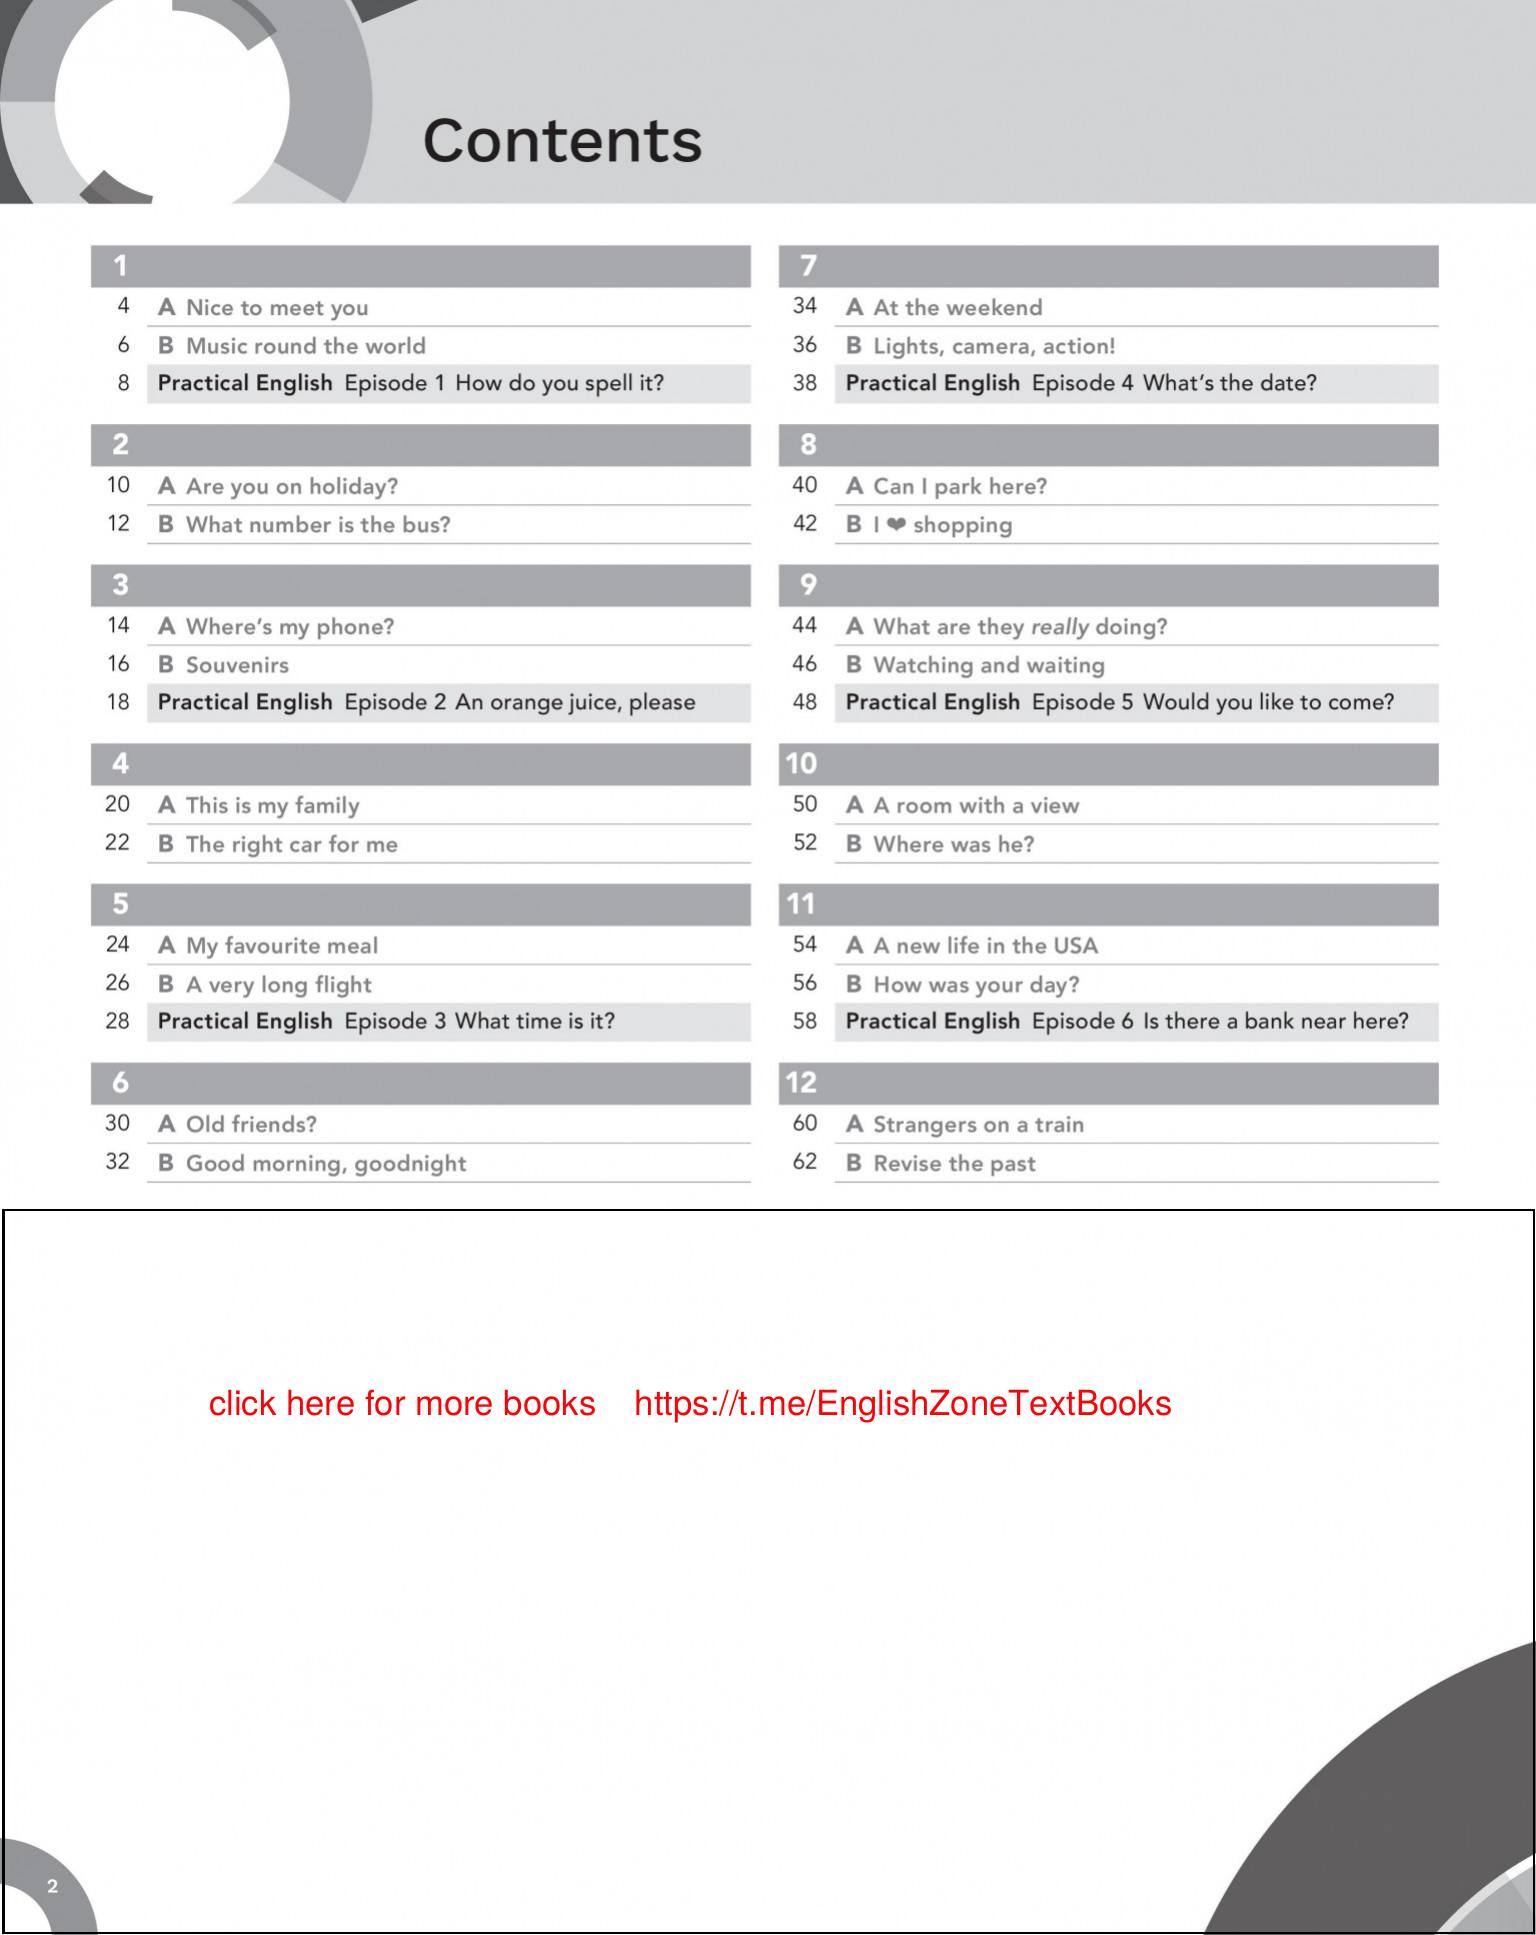 Contents
1
4 A Nice to meet you
6 B Music round the world
8 Practical English Episode 1 How do you spell it?
2
10 A Are you on holiday?
12 B What number is the bus?
3
14 A Where's my phone?
16 B Souvenirs
18 Practical English Episode 2 An orange juice, please
4
20 A This is my family
22 B The right car for me
5
24 A My favourite meal
26 B A very long flight
28 Practical English Episode 3 What time is it?
6
30 A Old friends?
32 B Good morning, goodnight
7
34 A At the weekend
36 B Lights, camera, action!
38 Practical English Episode 4 What's the date?
8
40 A Can I park here?
42 B I ❤ shopping
9
44 A What are they really doing?
46 B Watching and waiting
48 Practical English Episode 5 Would you like to come?
10
50 A A room with a view
52 B Where was he?
11
54 A A new life in the USA
56 B How was your day?
58 Practical English Episode 6 Is there a bank near here?
12
60 A Strangers on a train
62 B Revise the past
click here for more books https://t.me/EnglishZoneTextBooks
2